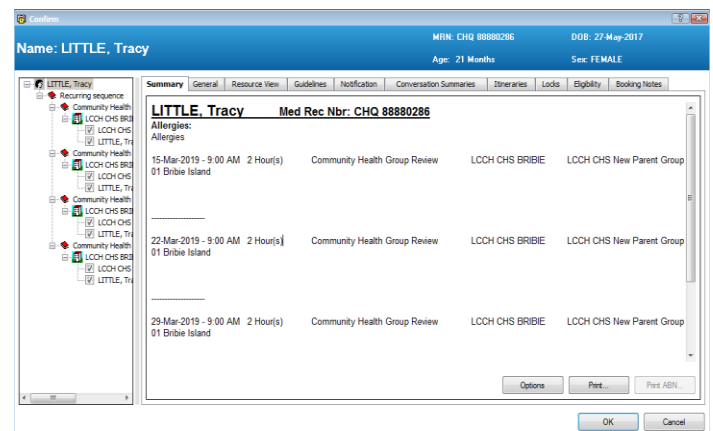 Confirm
Name: LITTLE, Tracy
MRN: CHQ 88880286
DOB: 27-May-2017
Age: 21 Months
Sex: FEMALE
LITTLE, Tracy
Recurring sequence
Community Health
LCCH CHS BRIB
LCCH CHS
LITTLE, Tra
Community Health
LCCH CHS BRIB
LCCH CHS
LITTLE, Tra
Community Health
LCCH CHS BRIB
LCCH CHS
LITTLE, Tra
Community Health
LCCH CHS BRIB
LCCH CHS
LITTLE, Tra
Summary General Resource View Guidelines Notification Conversation Summaries Itineraries Locks Eligibility Booking Notes
LITTLE, Tracy Med Rec Nbr: CHQ 88880286
Allergies:
Allergies
15-Mar-2019 - 9:00 AM 2 Hour(s) Community Health Group Review LCCH CHS BRIBIE LCCH CHS New Parent Group
01 Bribie Island
--------------------
22-Mar-2019 - 9:00 AM 2 Hour(s) Community Health Group Review LCCH CHS BRIBIE LCCH CHS New Parent Group
01 Bribie Island
--------------------
29-Mar-2019 - 9:00 AM 2 Hour(s) Community Health Group Review LCCH CHS BRIBIE LCCH CHS New Parent Group
01 Bribie Island
Options Print... Print ABN...
OK Cancel